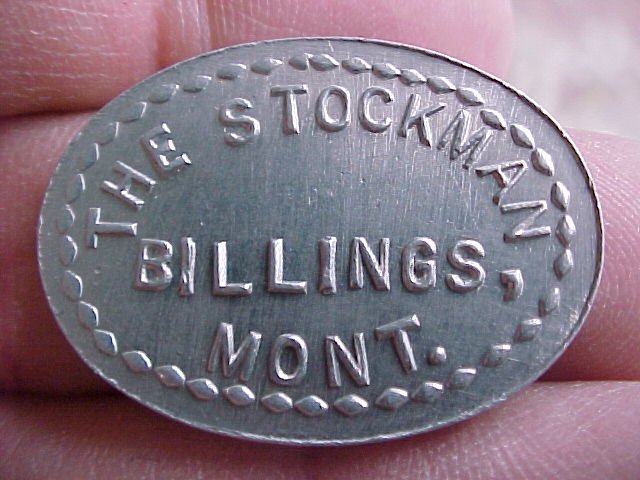 THE STOCKMAN,
BILLINGS,
MONT.